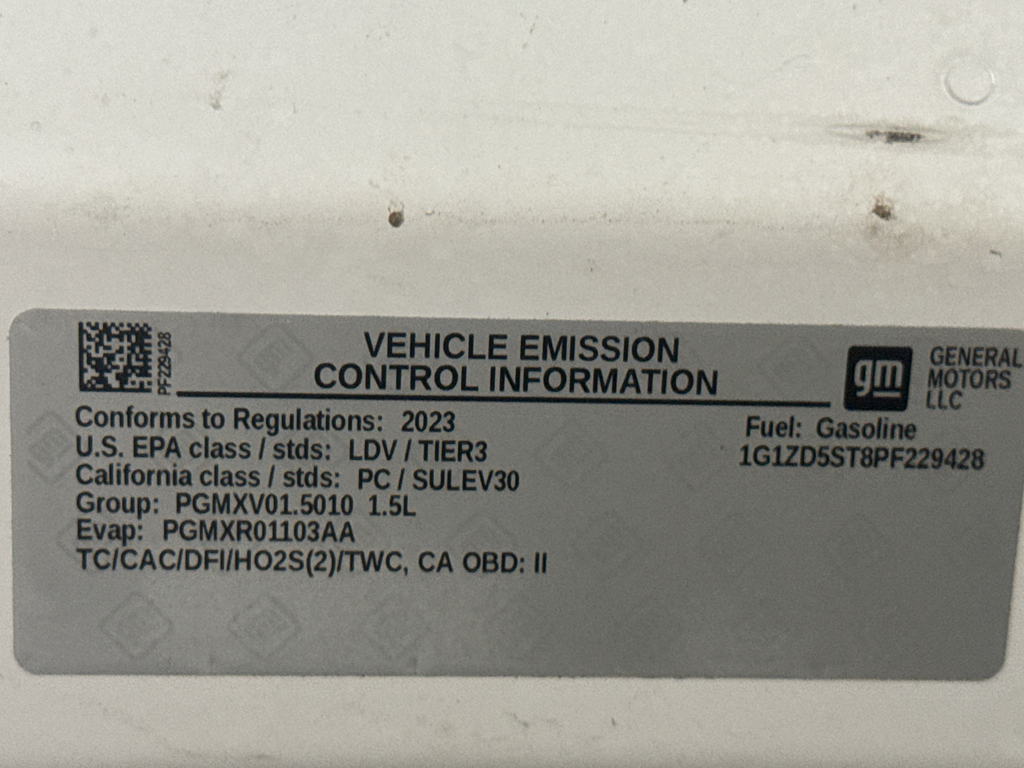 PF229428
VEHICLE EMISSION
CONTROL INFORMATION
gm
GENERAL
MOTORS
LLC
Conforms to Regulations: 2023
U.S. EPA class / stds: LDV / TIER3
California class / stds: PC / SULEV30
Group: PGMXV01.5010 1.5L
Evap: PGMXR01103AA
TC/CAC/DFI/HO2S(2)/TWC, CA OBD: II
Fuel: Gasoline
1G1ZD5ST8PF229428